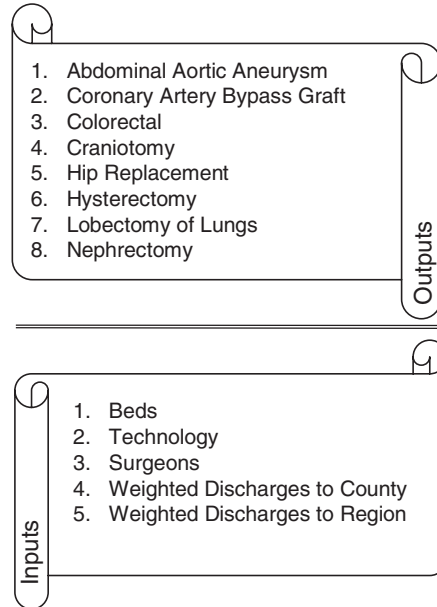 1. Abdominal Aortic Aneurysm
2. Coronary Artery Bypass Graft
3. Colorectal
4. Craniotomy
5. Hip Replacement
6. Hysterectomy
7. Lobectomy of Lungs
8. Nephrectomy
Outputs
Inputs
1. Beds
2. Technology
3. Surgeons
4. Weighted Discharges to County
5. Weighted Discharges to Region